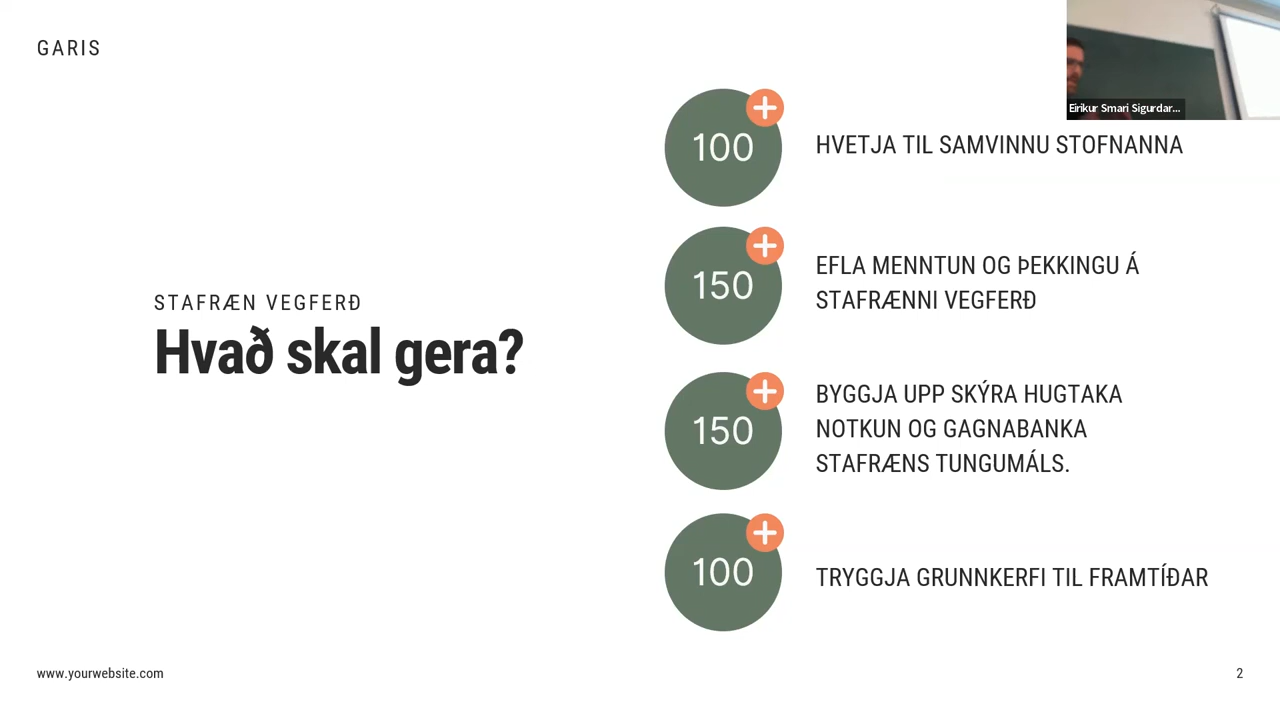 GARIS
Eirikur Smari Sigurdar...
STAFRÆN VEGFERÐ
Hvað skal gera?
100
HVETJA TIL SAMVINNU STOFNANNA
150
EFLA MENNTUN OG ÞEKKINGU Á
STAFRÆNNI VEGFERÐ
150
BYGGJA UPP SKÝRA HUGTAKA
NOTKUN OG GAGNABANKA
STAFRÆNS TUNGUMÁLS.
100
TRYGGJA GRUNNKERFI TIL FRAMTÍÐAR
www.yourwebsite.com
2